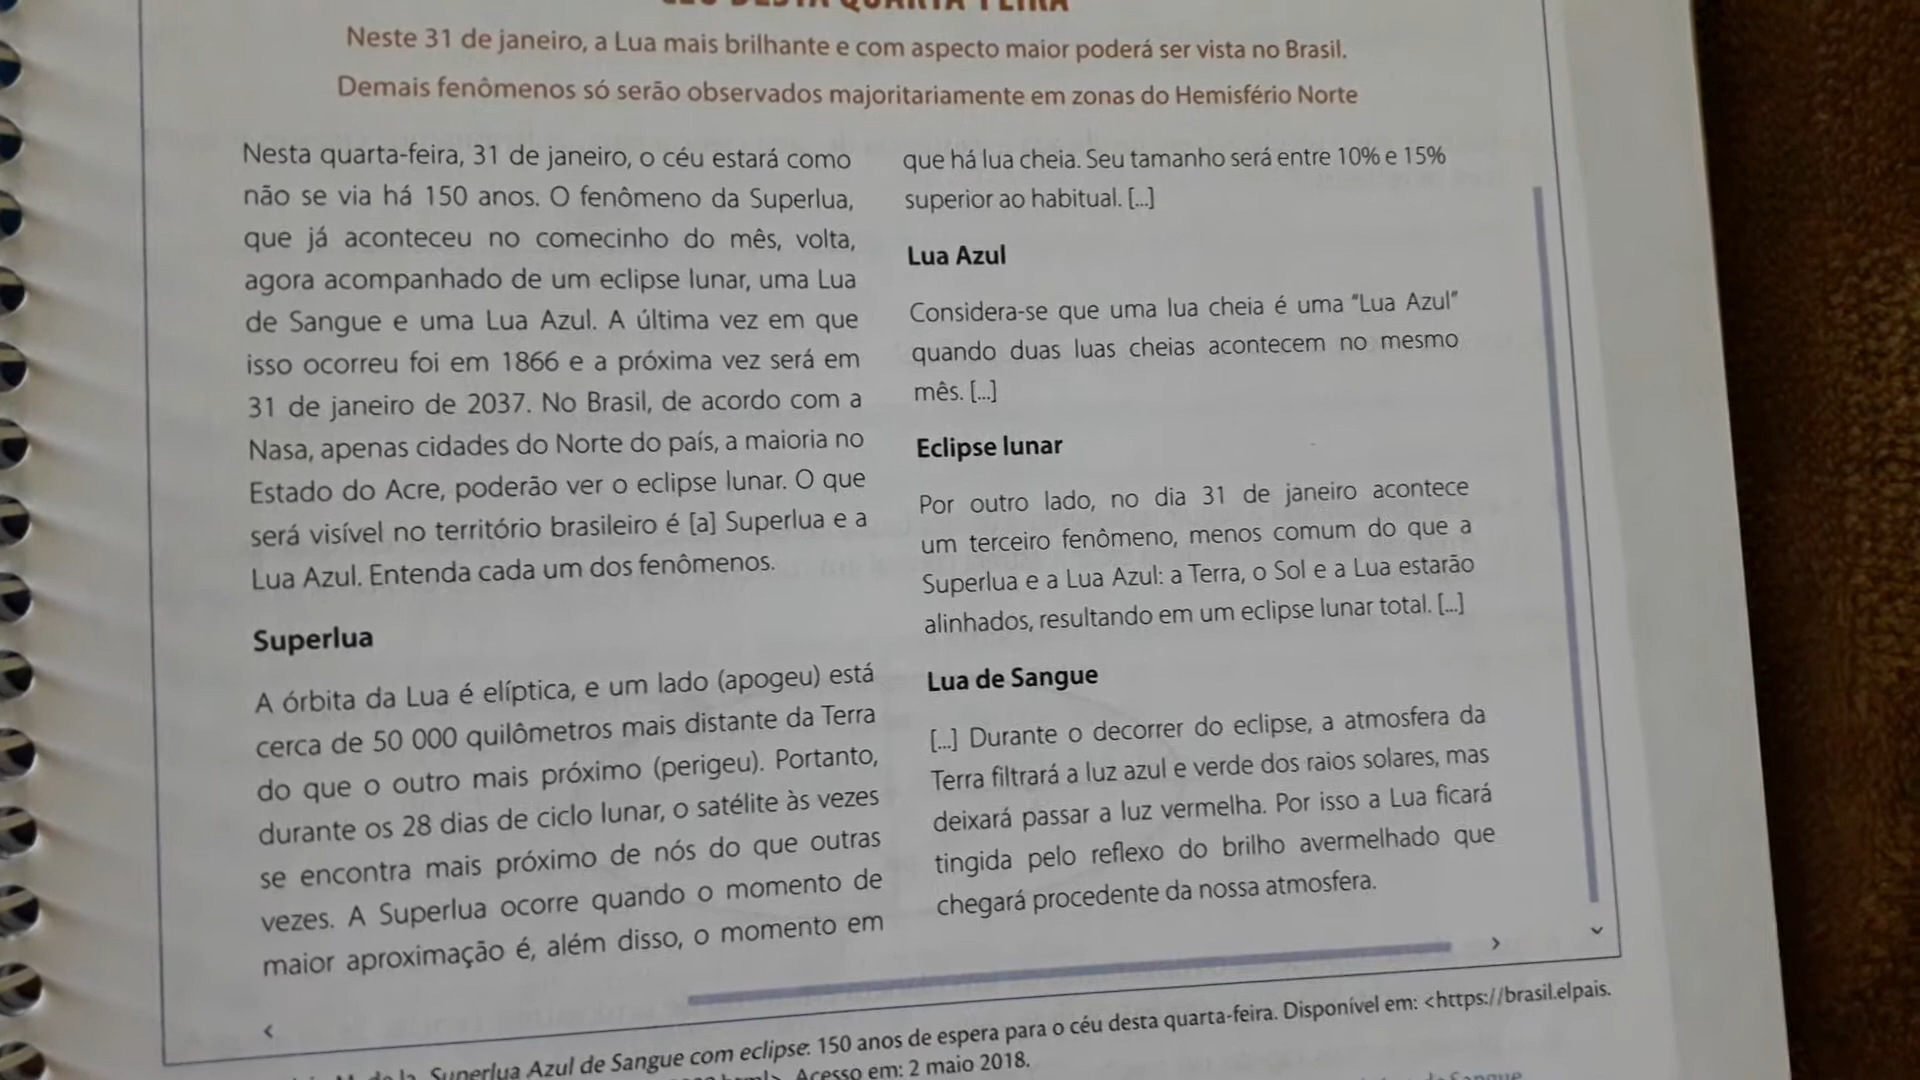 CÉU DESTA QUARTA-FEIRA
Neste 31 de janeiro, a Lua mais brilhante e com aspecto maior poderá ser vista no Brasil.
Demais fenômenos só serão observados majoritariamente em zonas do Hemisfério Norte
Nesta quarta-feira, 31 de janeiro, o céu estará como
não se via há 150 anos. O fenômeno da Superlua,
que já aconteceu no comecinho do mês, volta,
agora acompanhado de um eclipse lunar, uma Lua
de Sangue e uma Lua Azul. A última vez em que
isso ocorreu foi em 1866 e a próxima vez será em
31 de janeiro de 2037. No Brasil, de acordo com a
Nasa, apenas cidades do Norte do país, a maioria no
Estado do Acre, poderão ver o eclipse lunar. O que
será visível no território brasileiro é [a] Superlua e a
Lua Azul. Entenda cada um dos fenômenos.
Superlua
A órbita da Lua é elíptica, e um lado (apogeu) está
cerca de 50 000 quilômetros mais distante da Terra
do que o outro mais próximo (perigeu). Portanto,
durante os 28 dias de ciclo lunar, o satélite às vezes
se encontra mais próximo de nós do que outras
vezes. A Superlua ocorre quando o momento de
maior aproximação é, além disso, o momento em
que há lua cheia. Seu tamanho será entre 10% e 15%
superior ao habitual. [...]
Lua Azul
Considera-se que uma lua cheia é uma "Lua Azul"
quando duas luas cheias acontecem no mesmo
mês. [...]
Eclipse lunar
Por outro lado, no dia 31 de janeiro acontece
um terceiro fenômeno, menos comum do que a
Superlua e a Lua Azul: a Terra, o Sol e a Lua estarão
alinhados, resultando em um eclipse lunar total. [...]
Lua de Sangue
[...] Durante o decorrer do eclipse, a atmosfera da
Terra filtrará a luz azul e verde dos raios solares, mas
deixará passar a luz vermelha. Por isso a Lua ficará
tingida pelo reflexo do brilho avermelhado que
chegará procedente da nossa atmosfera.
Superlua Azul de Sangue com eclipse: 150 anos de espera para o céu desta quarta-feira. Disponível em: <https://brasil.elpais.
Acesso em: 2 maio 2018.